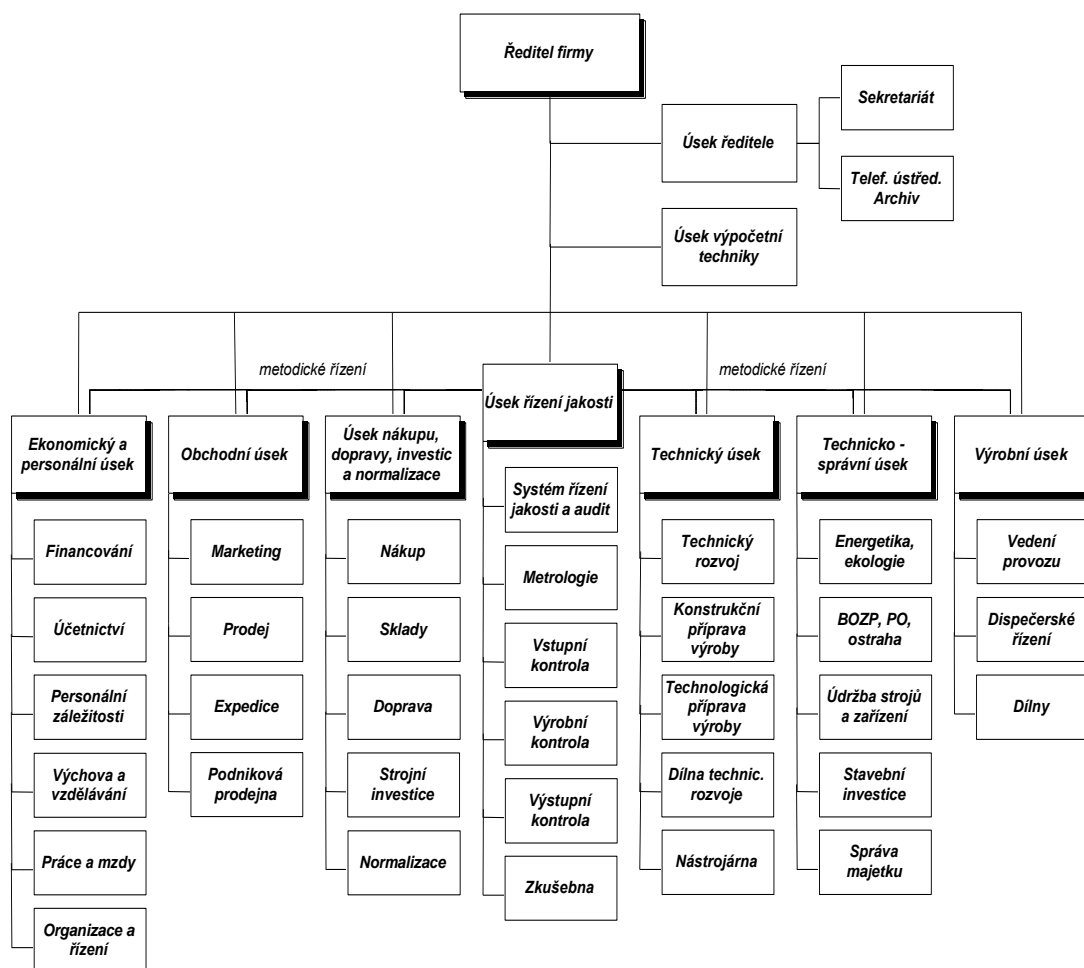 Ředitel firmy
Sekretariát
Úsek ředitele
Telef. ústřed.
Archiv
Úsek výpočetní
techniky
metodické řízení
metodické řízení
Úsek řízení jakosti
Ekonomický a
personální úsek
Obchodní úsek
Úsek nákupu,
dopravy, investic
a normalizace
Technický úsek
Technicko -
správní úsek
Výrobní úsek
Financování
Účetnictví
Personální
záležitosti
Výchova a
vzdělávání
Práce a mzdy
Organizace a
řízení
Marketing
Prodej
Expedice
Podniková
prodejna
Nákup
Sklady
Doprava
Strojní
investice
Normalizace
Systém řízení
jakosti a audit
Metrologie
Vstupní
kontrola
Výrobní
kontrola
Výstupní
kontrola
Zkušebna
Technický
rozvoj
Konstrukční
příprava
výroby
Technologická
příprava
výroby
Dílna technic.
rozvoje
Nástrojárna
Energetika,
ekologie
BOZP, PO,
ostraha
Údržba strojů
a zařízení
Stavební
investice
Správa
majetku
Vedení
provozu
Dispečerské
řízení
Dílny